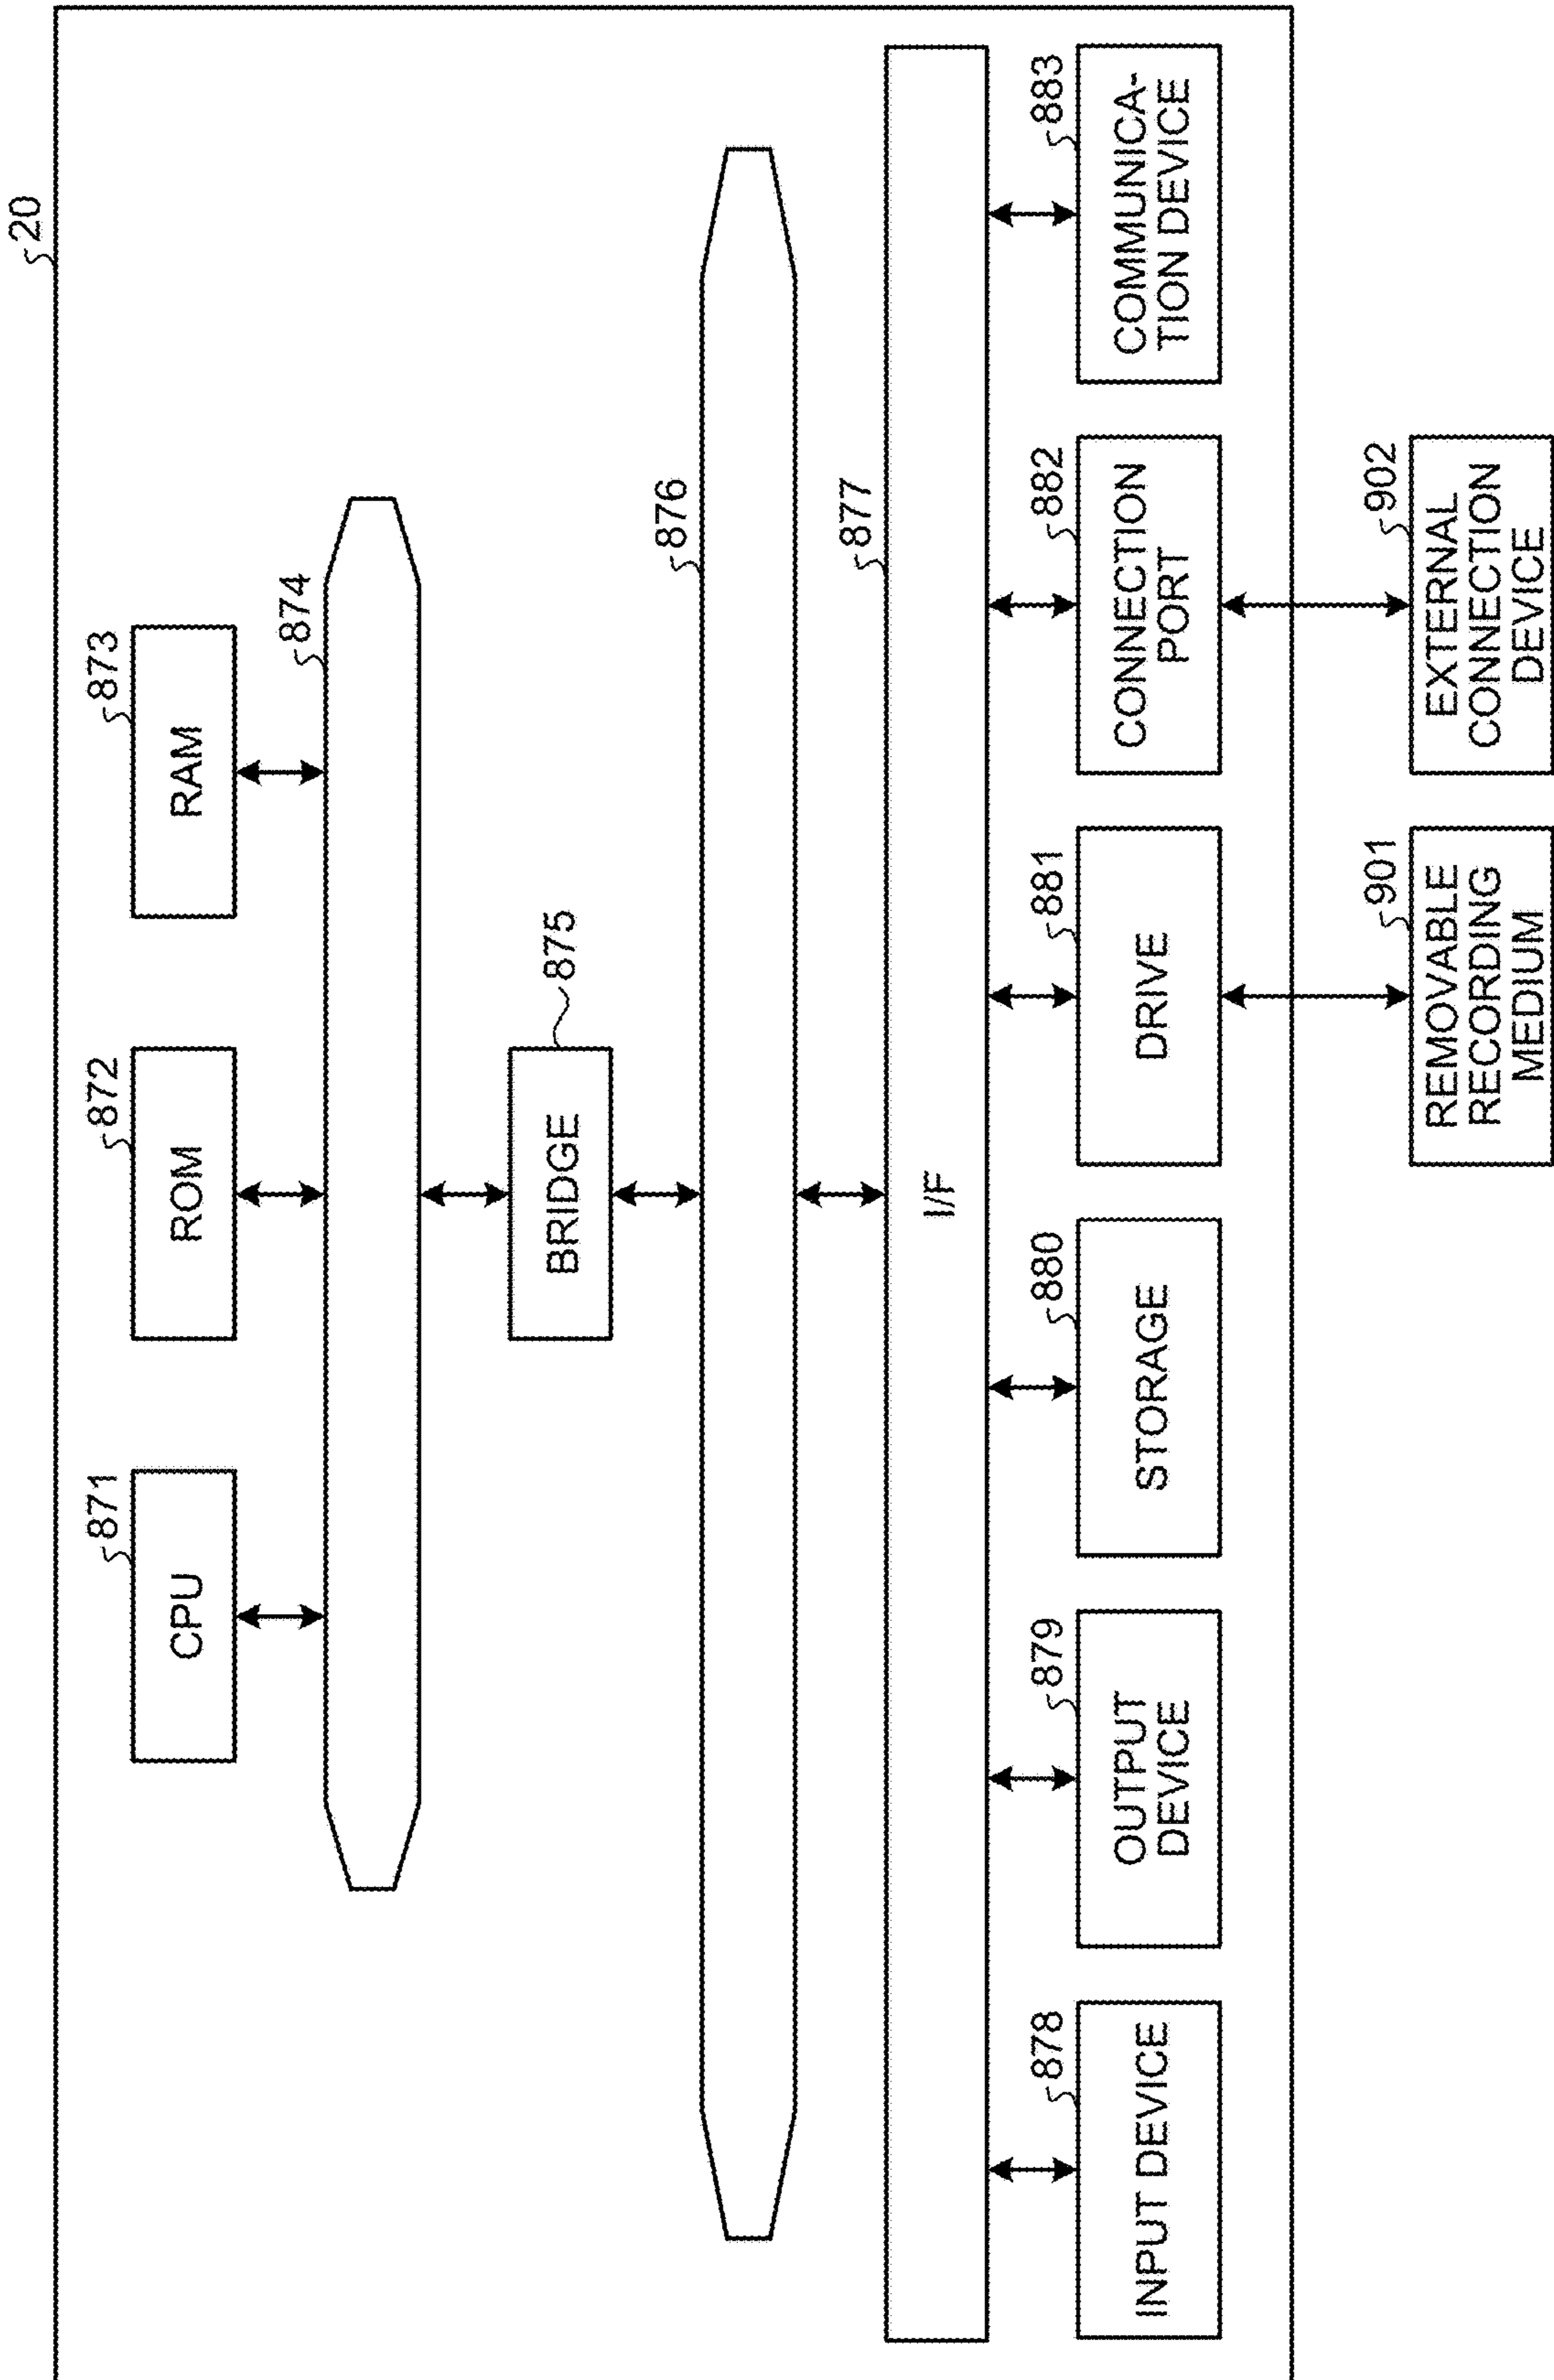 20
871
CPU
872
ROM
873
RAM
874
875
BRIDGE
876
877
I/F
878
INPUT DEVICE
879
OUTPUT
DEVICE
880
STORAGE
881
DRIVE
882
CONNECTION
PORT
883
COMMUNICA-
TION DEVICE
901
REMOVABLE
RECORDING
MEDIUM
902
EXTERNAL
CONNECTION
DEVICE